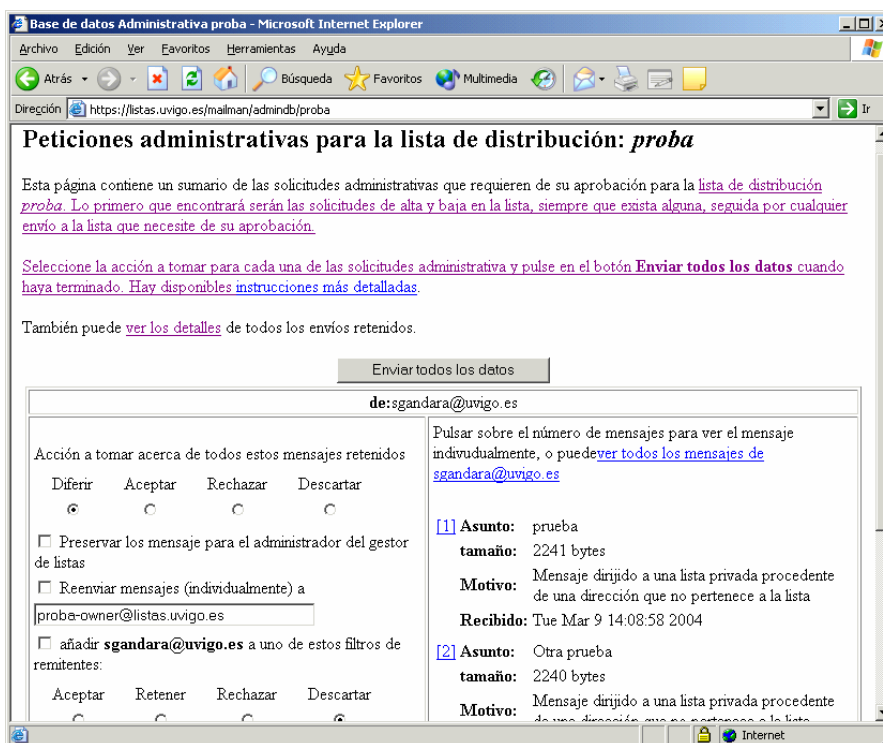 Base de datos Administrativa proba - Microsoft Internet Explorer
Archivo Edición Ver Favoritos Herramientas Ayuda
Atrás Búsqueda Favoritos Multimedia
Dirección https://listas.uvigo.es/mailman/admindb/proba Ir
Peticiones administrativas para la lista de distribución: proba
Esta página contiene un sumario de las solicitudes administrativas que requieren de su aprobación para la lista de distribución
proba. Lo primero que encontrará serán las solicitudes de alta y baja en la lista, siempre que exista alguna, seguida por cualquier
envío a la lista que necesite de su aprobación.
Seleccione la acción a tomar para cada una de las solicitudes administrativa y pulse en el botón Enviar todos los datos cuando
haya terminado. Hay disponibles instrucciones más detalladas.
También puede ver los detalles de todos los envíos retenidos.
Enviar todos los datos
de:sgandara@uvigo.es
Acción a tomar acerca de todos estos mensajes retenidos
Diferir Aceptar Rechazar Descartar
Preservar los mensaje para el administrador del gestor
de listas
Reenviar mensajes (individualmente) a
proba-owner@listas.uvigo.es
añadir sgandara@uvigo.es a uno de estos filtros de
remitentes:
Aceptar Retener Rechazar Descartar
Pulsar sobre el número de mensajes para ver el mensaje
indivudualmente, o puedever todos los mensajes de
sgandara@uvigo.es
[1] Asunto: prueba
tamaño: 2241 bytes
Motivo: Mensaje dirijido a una lista privada procedente
de una dirección que no pertenece a la lista
Recibido: Tue Mar 9 14:08:58 2004
[2] Asunto: Otra prueba
tamaño: 2240 bytes
Motivo: Mensaje dirijido a una lista privada procedente
de una dirección que no pertenece a la lista
Internet